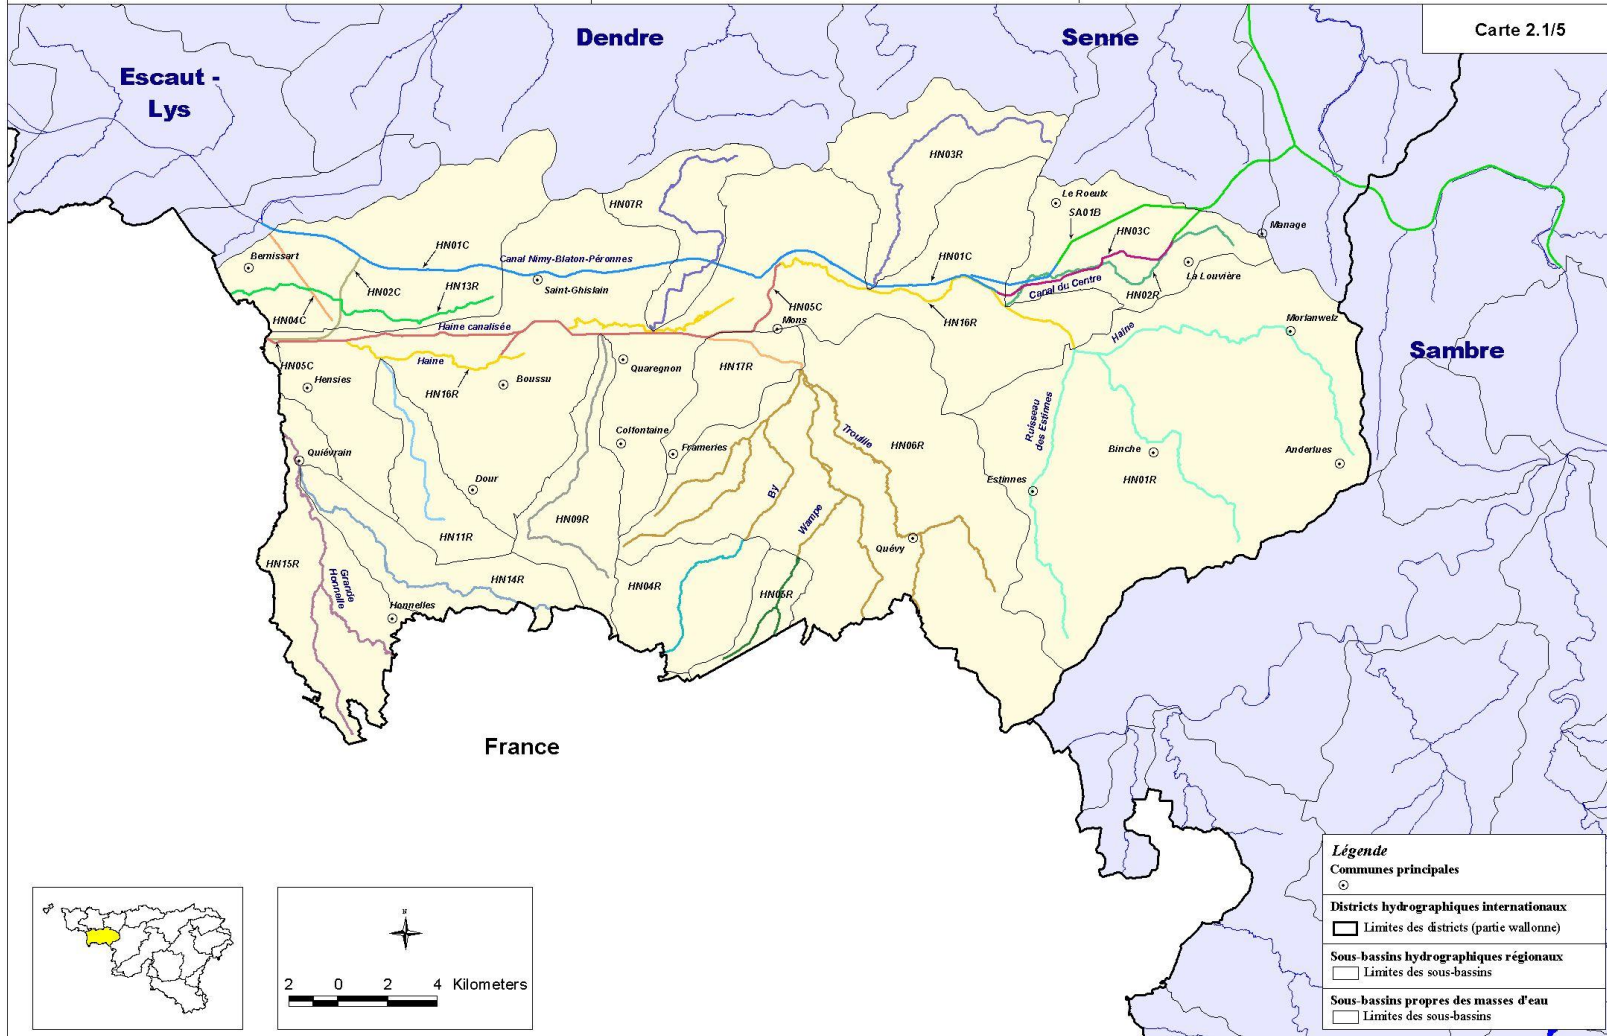 Carte 2.1/5
Dendre
Senne
Escaut -
Lys
HN03R
HN07R
Le Roeulx
SA01B
HN03C
Manage
HN01C
Canal Nimy-Blaton-Péronnes
HN01C
Bernissart
La Louvière
HN02C
HN13R
Saint-Ghislain
Canal du Centre
HN02R
HN04C
HN05C
HN16R
Haine canalisée
Mons
Haine
Morlanwelz
Sambre
HN05C
Haine
HN17R
Quaregnon
Hensies
HN16R
Boussu
Ruisseau
des Estinnes
Colfontaine
Trouille
HN06R
Frameries
Quiévrain
Binche
Anderlues
Dour
By
Estinnes
HN01R
Wampe
HN09R
HN11R
Quévy
HN15R
Grande
Honnelle
HN14R
HN04R
HN05R
Honnelles
France
Légende
Communes principales
Districts hydrographiques internationaux
Limites des districts (partie wallonne)
Sous-bassins hydrographiques régionaux
Limites des sous-bassins
Sous-bassins propres des masses d'eau
Limites des sous-bassins
N
2 0 2 4 Kilometers